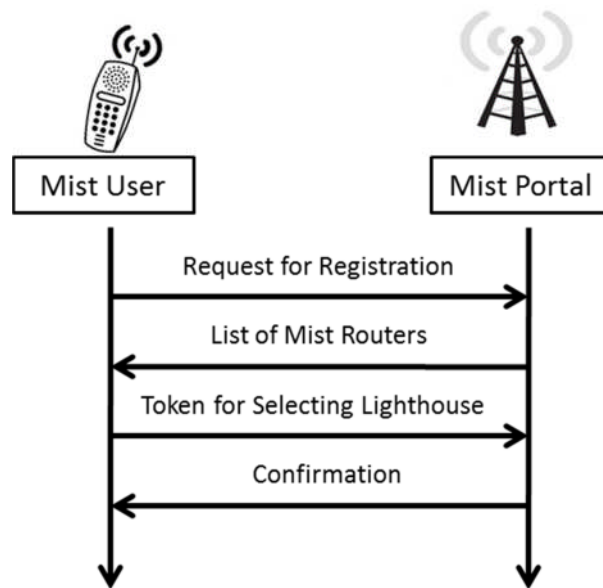 Mist User
Mist Portal
Request for Registration
List of Mist Routers
Token for Selecting Lighthouse
Confirmation